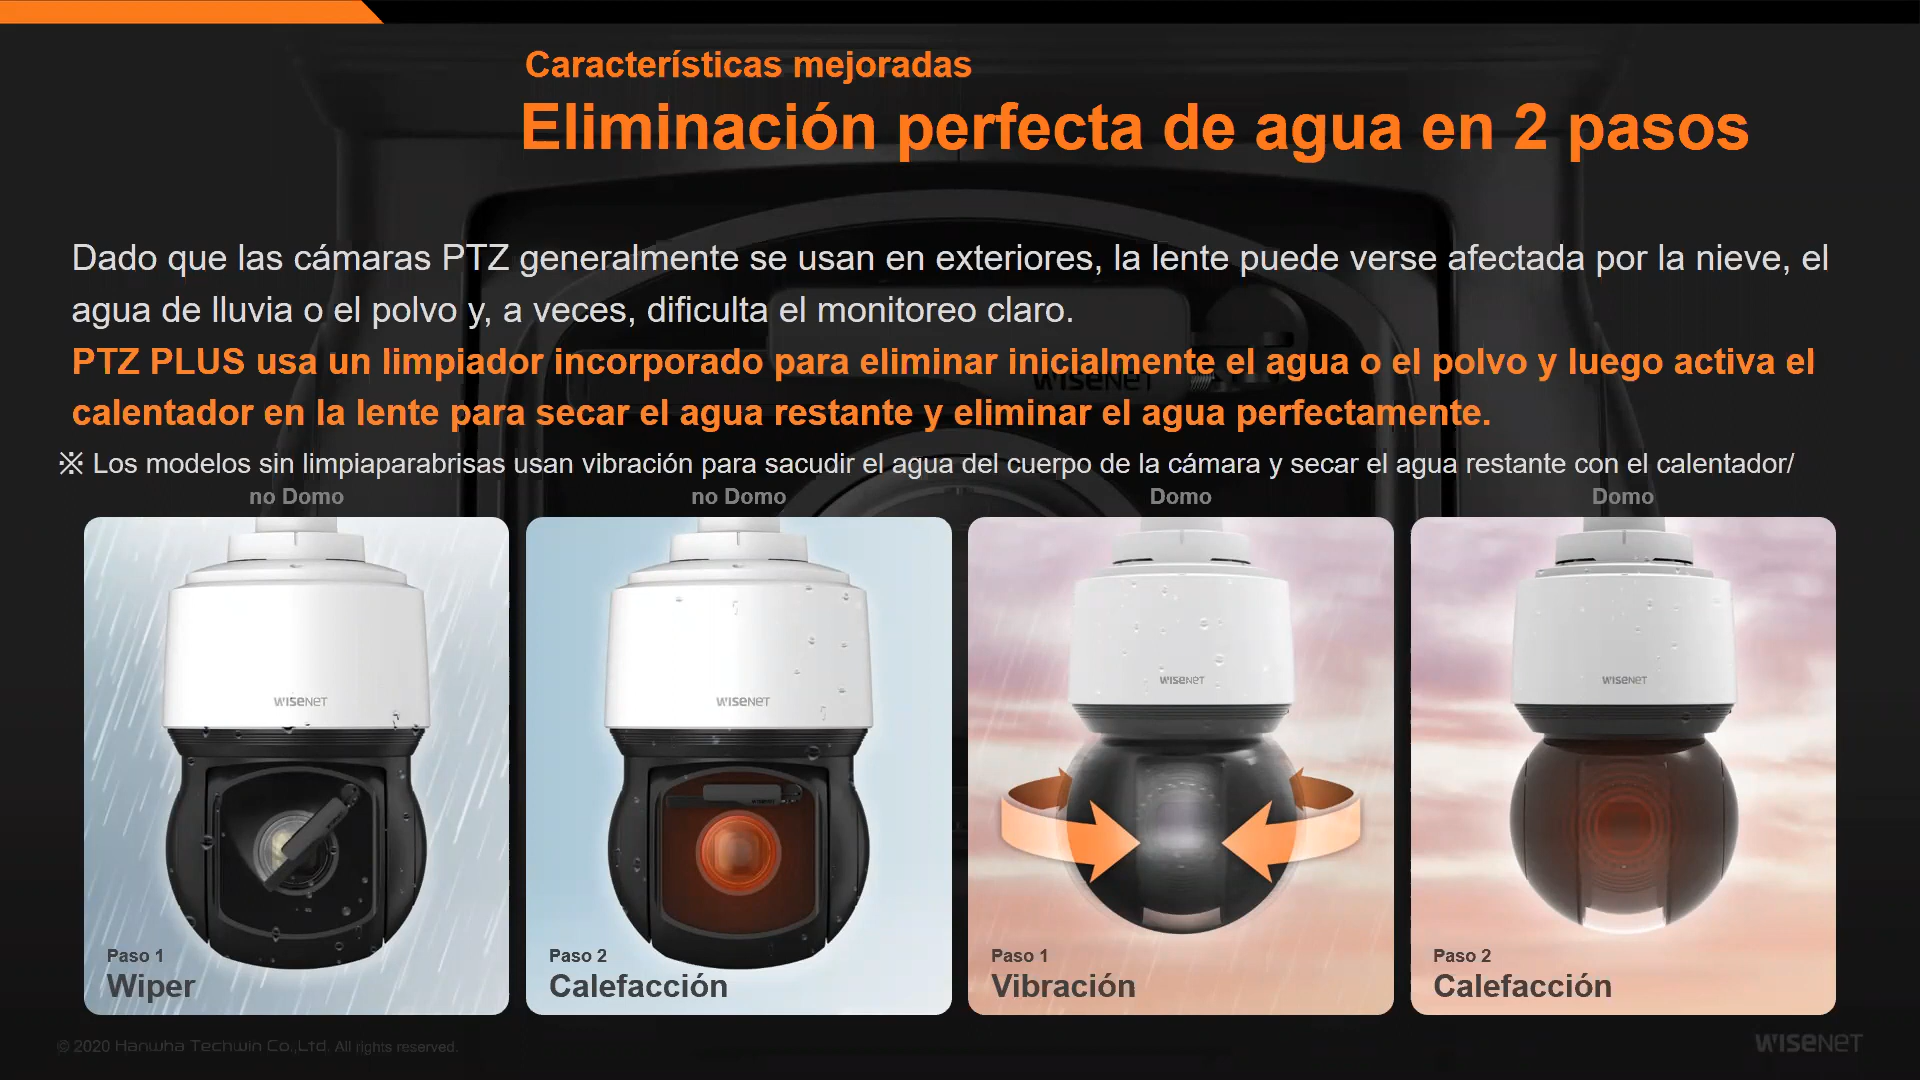 Características mejoradas
Eliminación perfecta de agua en 2 pasos
Dado que las cámaras PTZ generalmente se usan en exteriores, la lente puede verse afectada por la nieve, el
agua de lluvia o el polvo y, a veces, dificulta el monitoreo claro.
PTZ PLUS usa un limpiador incorporado para eliminar inicialmente el agua o el polvo y luego activa el
calentador en la lente para secar el agua restante y eliminar el agua perfectamente.
WISENET
※ Los modelos sin limpiaparabrisas usan vibración para sacudir el agua del cuerpo de la cámara y secar el agua restante con el calentador/
no Domo
no Domo
Domo
Domo
WISENET
WISENET
WISENET
WISENET
WISENET
Paso 1
Wiper
Paso 2
Calefacción
Paso 1
Vibración
Paso 2
Calefacción
© 2020 Hanwha Techwin Co.,Ltd. All rights reserved.
WISENET